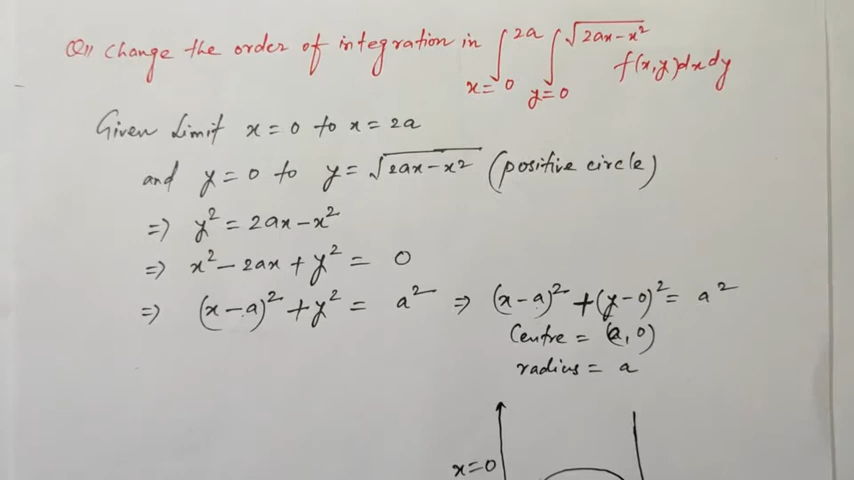 Q|| Change the order of integration in ∫_{x=0}^{2a} ∫_{y=0}^{√(2ax-x²)} f(x,y)dxdy
Given Limit x=0 to x=2a
and y=0 to y=√(2ax-x²) (positive circle)
⇒ y²=2ax-x²
⇒ x²-2ax+y²=0
⇒ (x-a)²+y²=a² ⇒ (x-a)²+(y-0)²=a²
Centre=(a,0)
radius=a
x=0